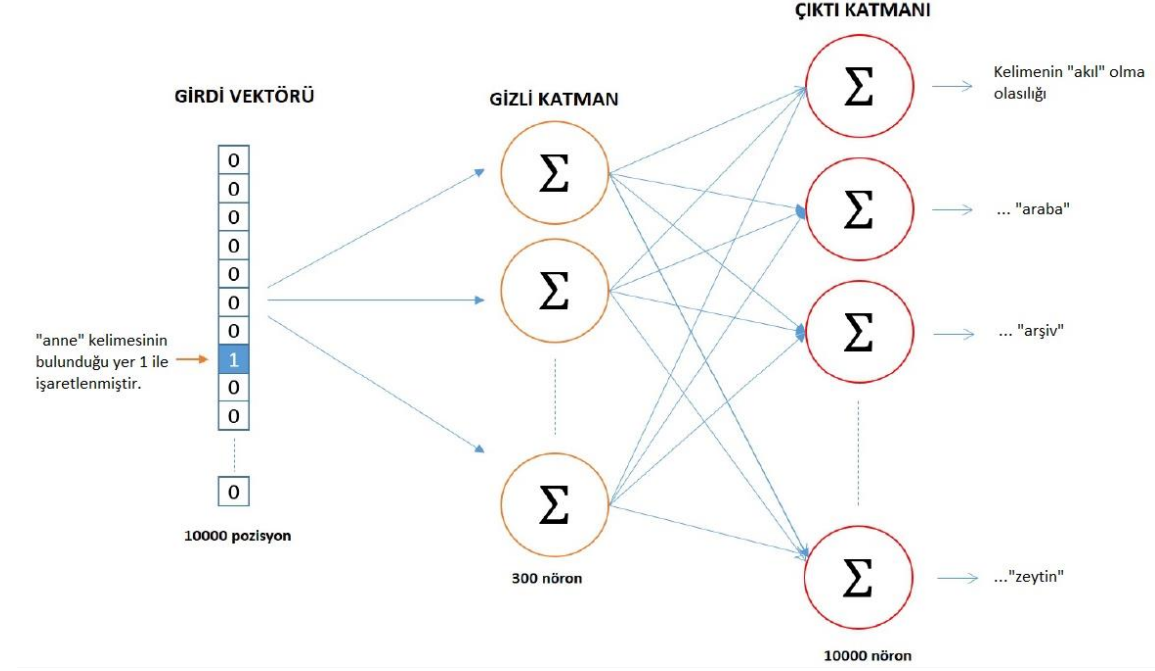 GİRDİ VEKTÖRÜ
0
0
0
0
0
0
0
1
0
0
0
10000 pozisyon
"anne" kelimesinin
bulunduğu yer 1 ile
işaretlenmiştir.
GİZLİ KATMAN
Σ
Σ
Σ
300 nöron
ÇIKTI KATMANI
Σ
Σ
Σ
Σ
10000 nöron
Kelimenin "akıl" olma
olasılığı
... "araba"
... "arşiv"
..."zeytin"